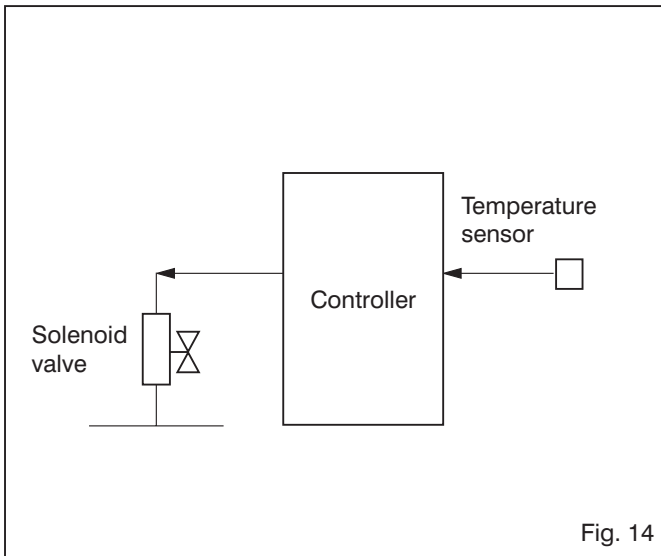 Temperature
sensor
Controller
Solenoid
valve
Fig. 14